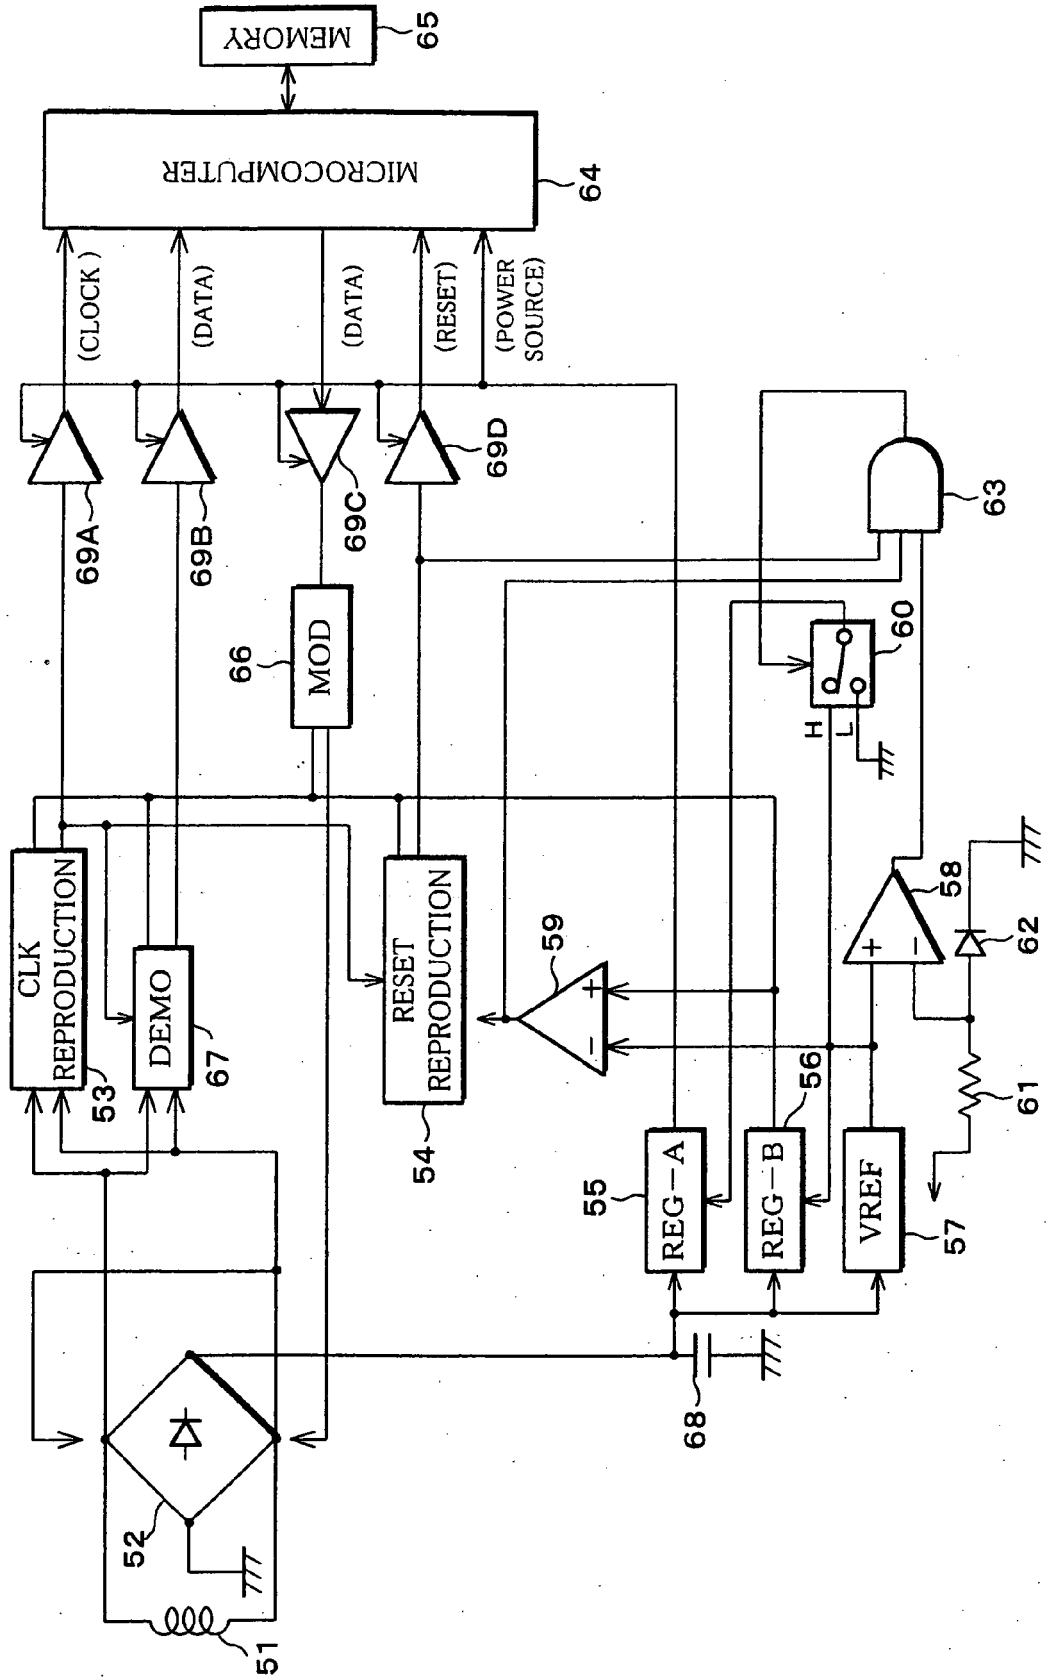 CLK
REPRODUCTION
53
DEMO
67
69A
(CLOCK)
69B
(DATA)
MICROCOMPUTER
64
MEMORY
65
66
MOD
69C
(DATA)
RESET
REPRODUCTION
54
69D
(RESET)
(POWER
SOURCE)
52
51
68
59
+
−
55
REG−A
REG−B
56
VREF
57
H
L
60
63
+
−
58
61
62